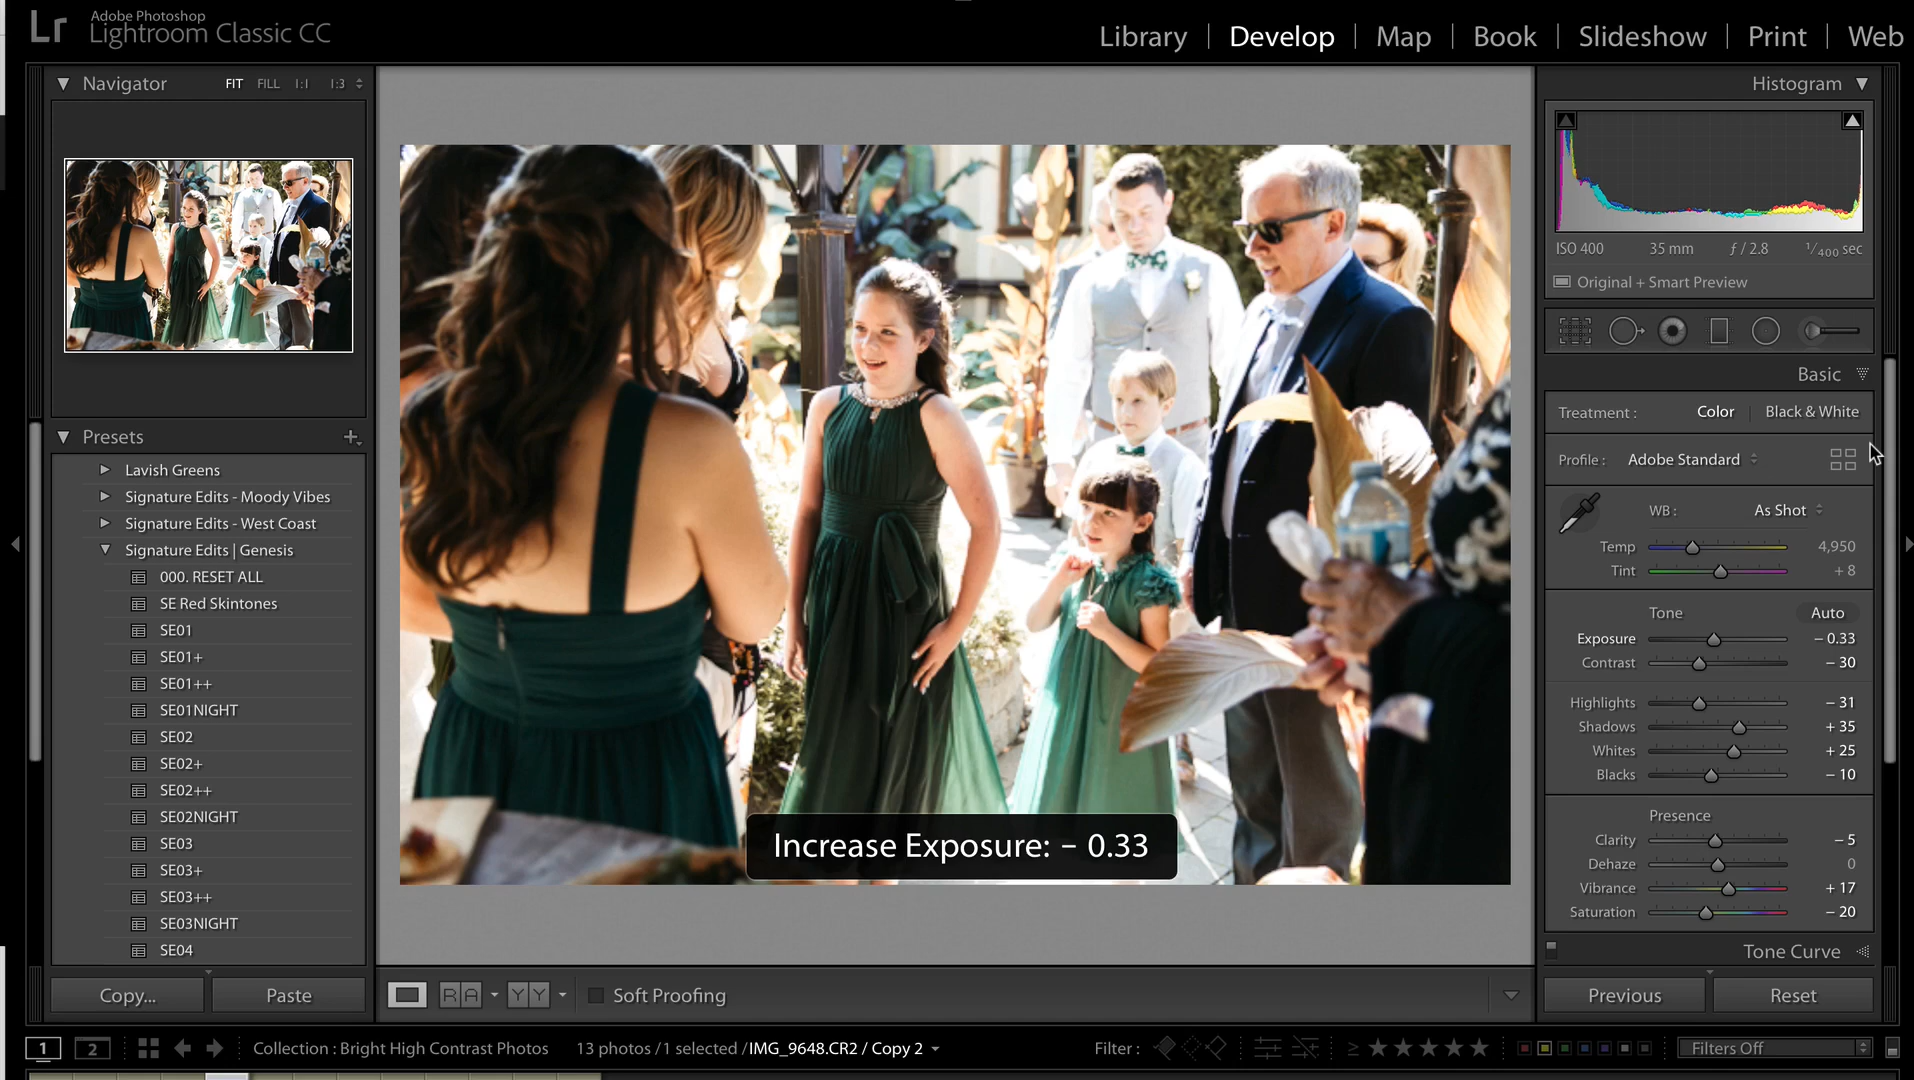 Lr Adobe Photoshop
Lightroom Classic CC
Library | Develop | Map | Book | Slideshow | Print | Web
Navigator FIT FILL 1:1 1:3
Presets +
Lavish Greens
Signature Edits - Moody Vibes
Signature Edits - West Coast
Signature Edits | Genesis
000. RESET ALL
SE Red Skintones
SE01
SE01+
SE01++
SE01NIGHT
SE02
SE02+
SE02++
SE02NIGHT
SE03
SE03+
SE03++
SE03NIGHT
SE04
Copy... Paste
Increase Exposure: – 0.33
R A Y Y Soft Proofing
Histogram
ISO 400 35 mm ƒ / 2.8 1/400 sec
Original + Smart Preview
Basic
Treatment : Color | Black & White
Profile : Adobe Standard
WB : As Shot
Temp 4,950
Tint + 8
Tone Auto
Exposure – 0.33
Contrast – 30
Highlights – 31
Shadows + 35
Whites + 25
Blacks – 10
Presence
Clarity – 5
Dehaze 0
Vibrance + 17
Saturation – 20
Tone Curve
Previous Reset
1 2 Collection : Bright High Contrast Photos 13 photos / 1 selected / IMG_9648.CR2 / Copy 2 Filter : ≥ ★★★★★ Filters Off